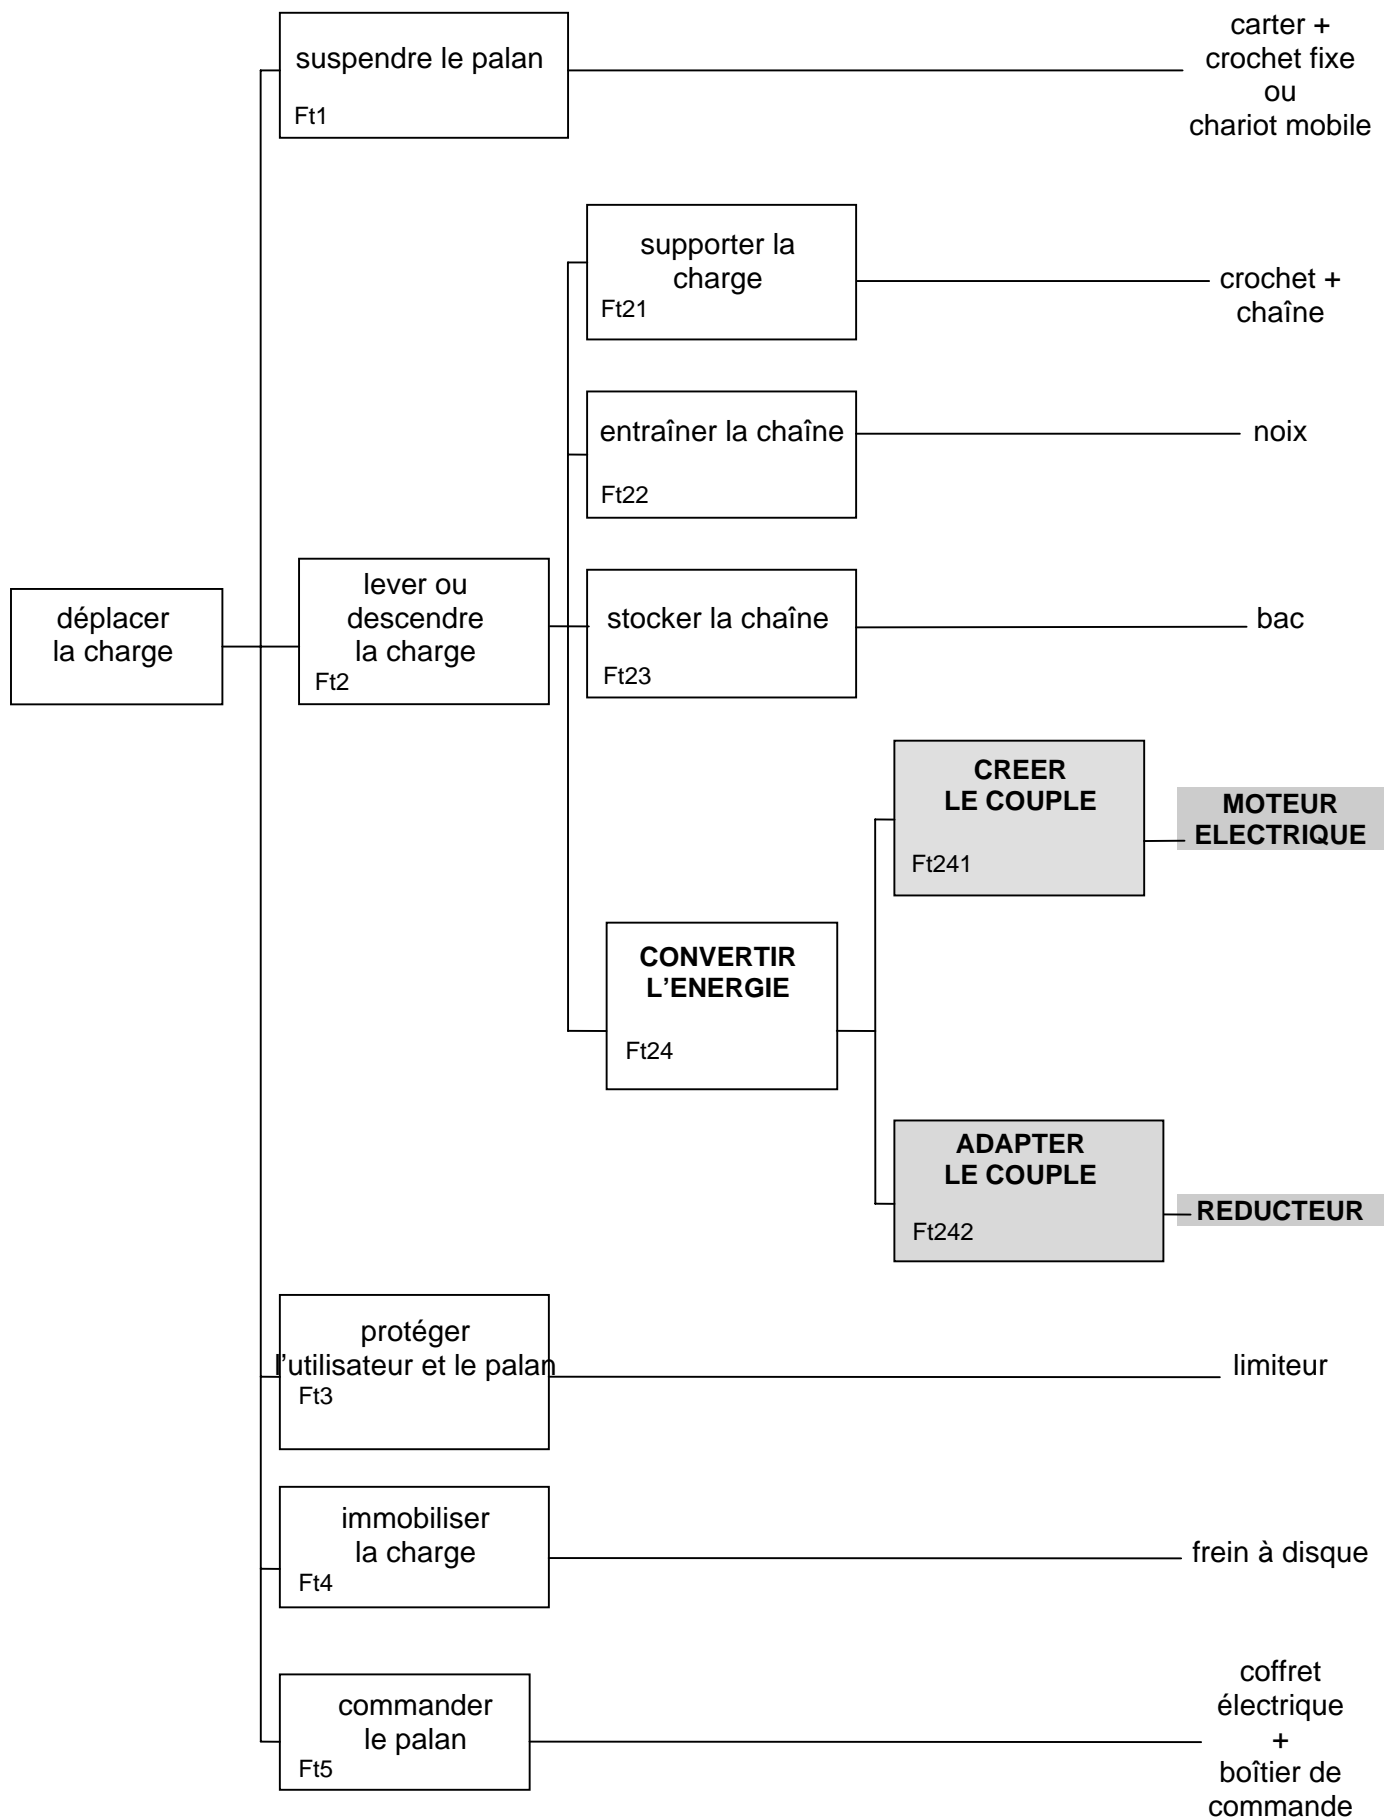 suspendre le palan
Ft1
carter +
crochet fixe
ou
chariot mobile
supporter la
charge
Ft21
crochet +
chaîne
entraîner la chaîne
Ft22
noix
déplacer
la charge
lever ou
descendre
la charge
Ft2
stocker la chaîne
Ft23
bac
CREER
LE COUPLE
Ft241
MOTEUR
ELECTRIQUE
CONVERTIR
L’ENERGIE
Ft24
ADAPTER
LE COUPLE
Ft242
REDUCTEUR
protéger
l’utilisateur et le palan
Ft3
limiteur
immobiliser
la charge
Ft4
frein à disque
commander
le palan
Ft5
coffret
électrique
+
boîtier de
commande